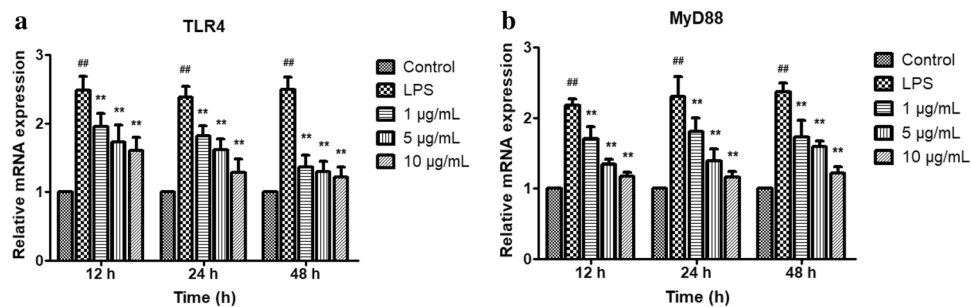 a
TLR4
Relative mRNA expression
3
2
1
0
##
**
**
**
##
**
**
**
##
**
**
**
12 h
24 h
48 h
Time (h)
Control
LPS
1 µg/mL
5 µg/mL
10 µg/mL
b
MyD88
Relative mRNA expression
3
2
1
0
##
**
**
**
##
**
**
**
##
**
**
**
12 h
24 h
48 h
Time (h)
Control
LPS
1 µg/mL
5 µg/mL
10 µg/mL